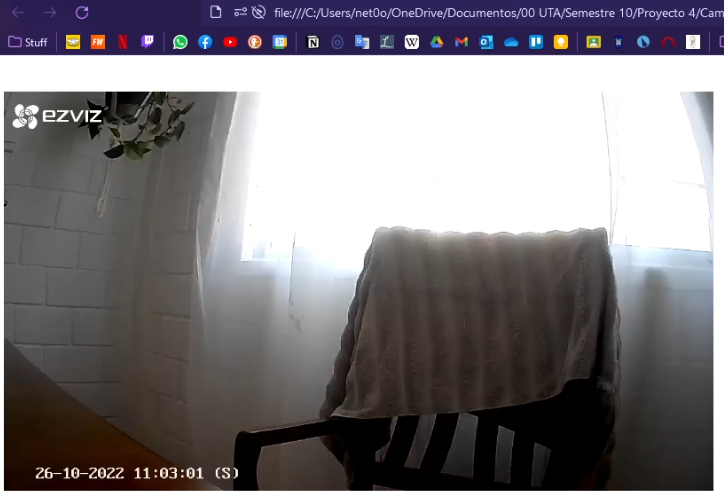 file:///C:/Users/net0o/OneDrive/Documentos/00 UTA/Semestre 10/Proyecto 4/Cam
Stuff
FW
N
W
ezviz
26-10-2022 11:03:01 (S)